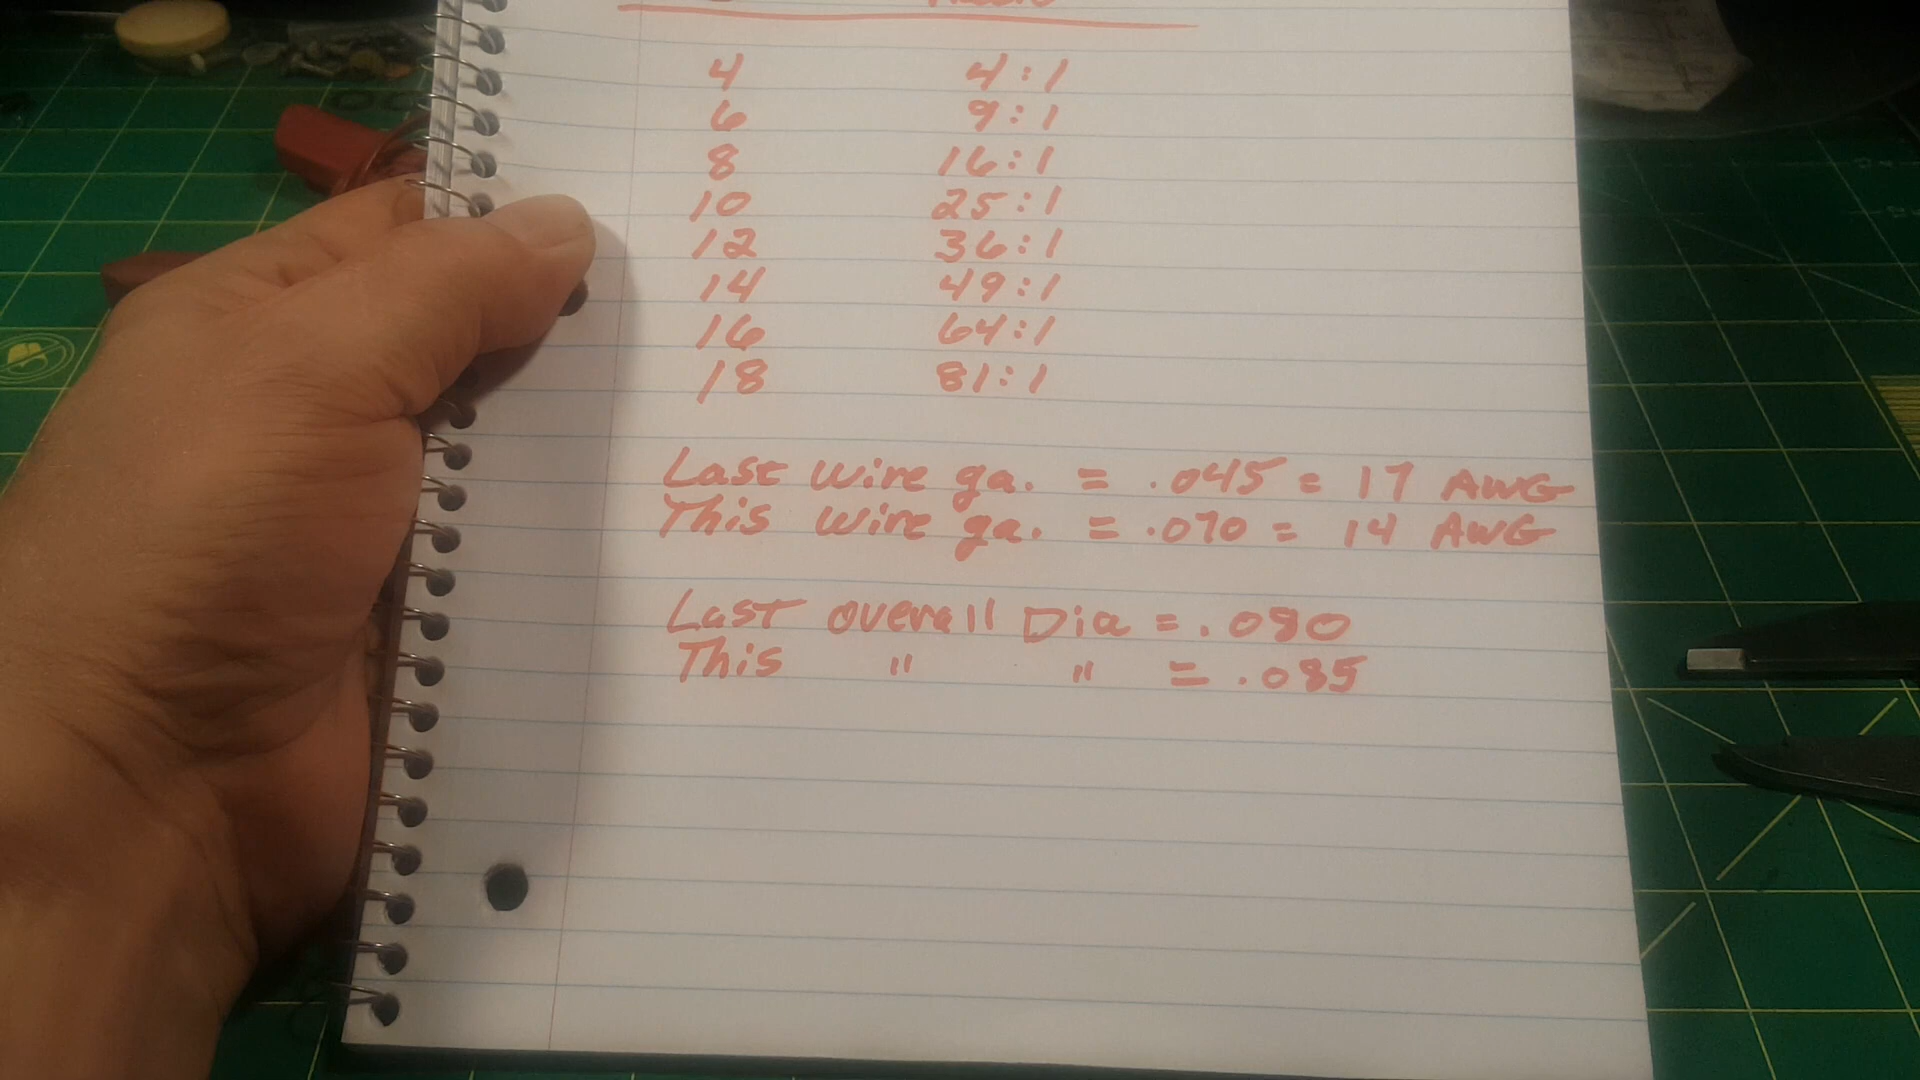 4 4:1
6 9:1
8 16:1
10 25:1
12 36:1
14 49:1
16 64:1
18 81:1
Last wire ga. = .045 = 17 AWG
This wire ga. = .070 = 14 AWG
Last overall Dia = .080
This " " = .085